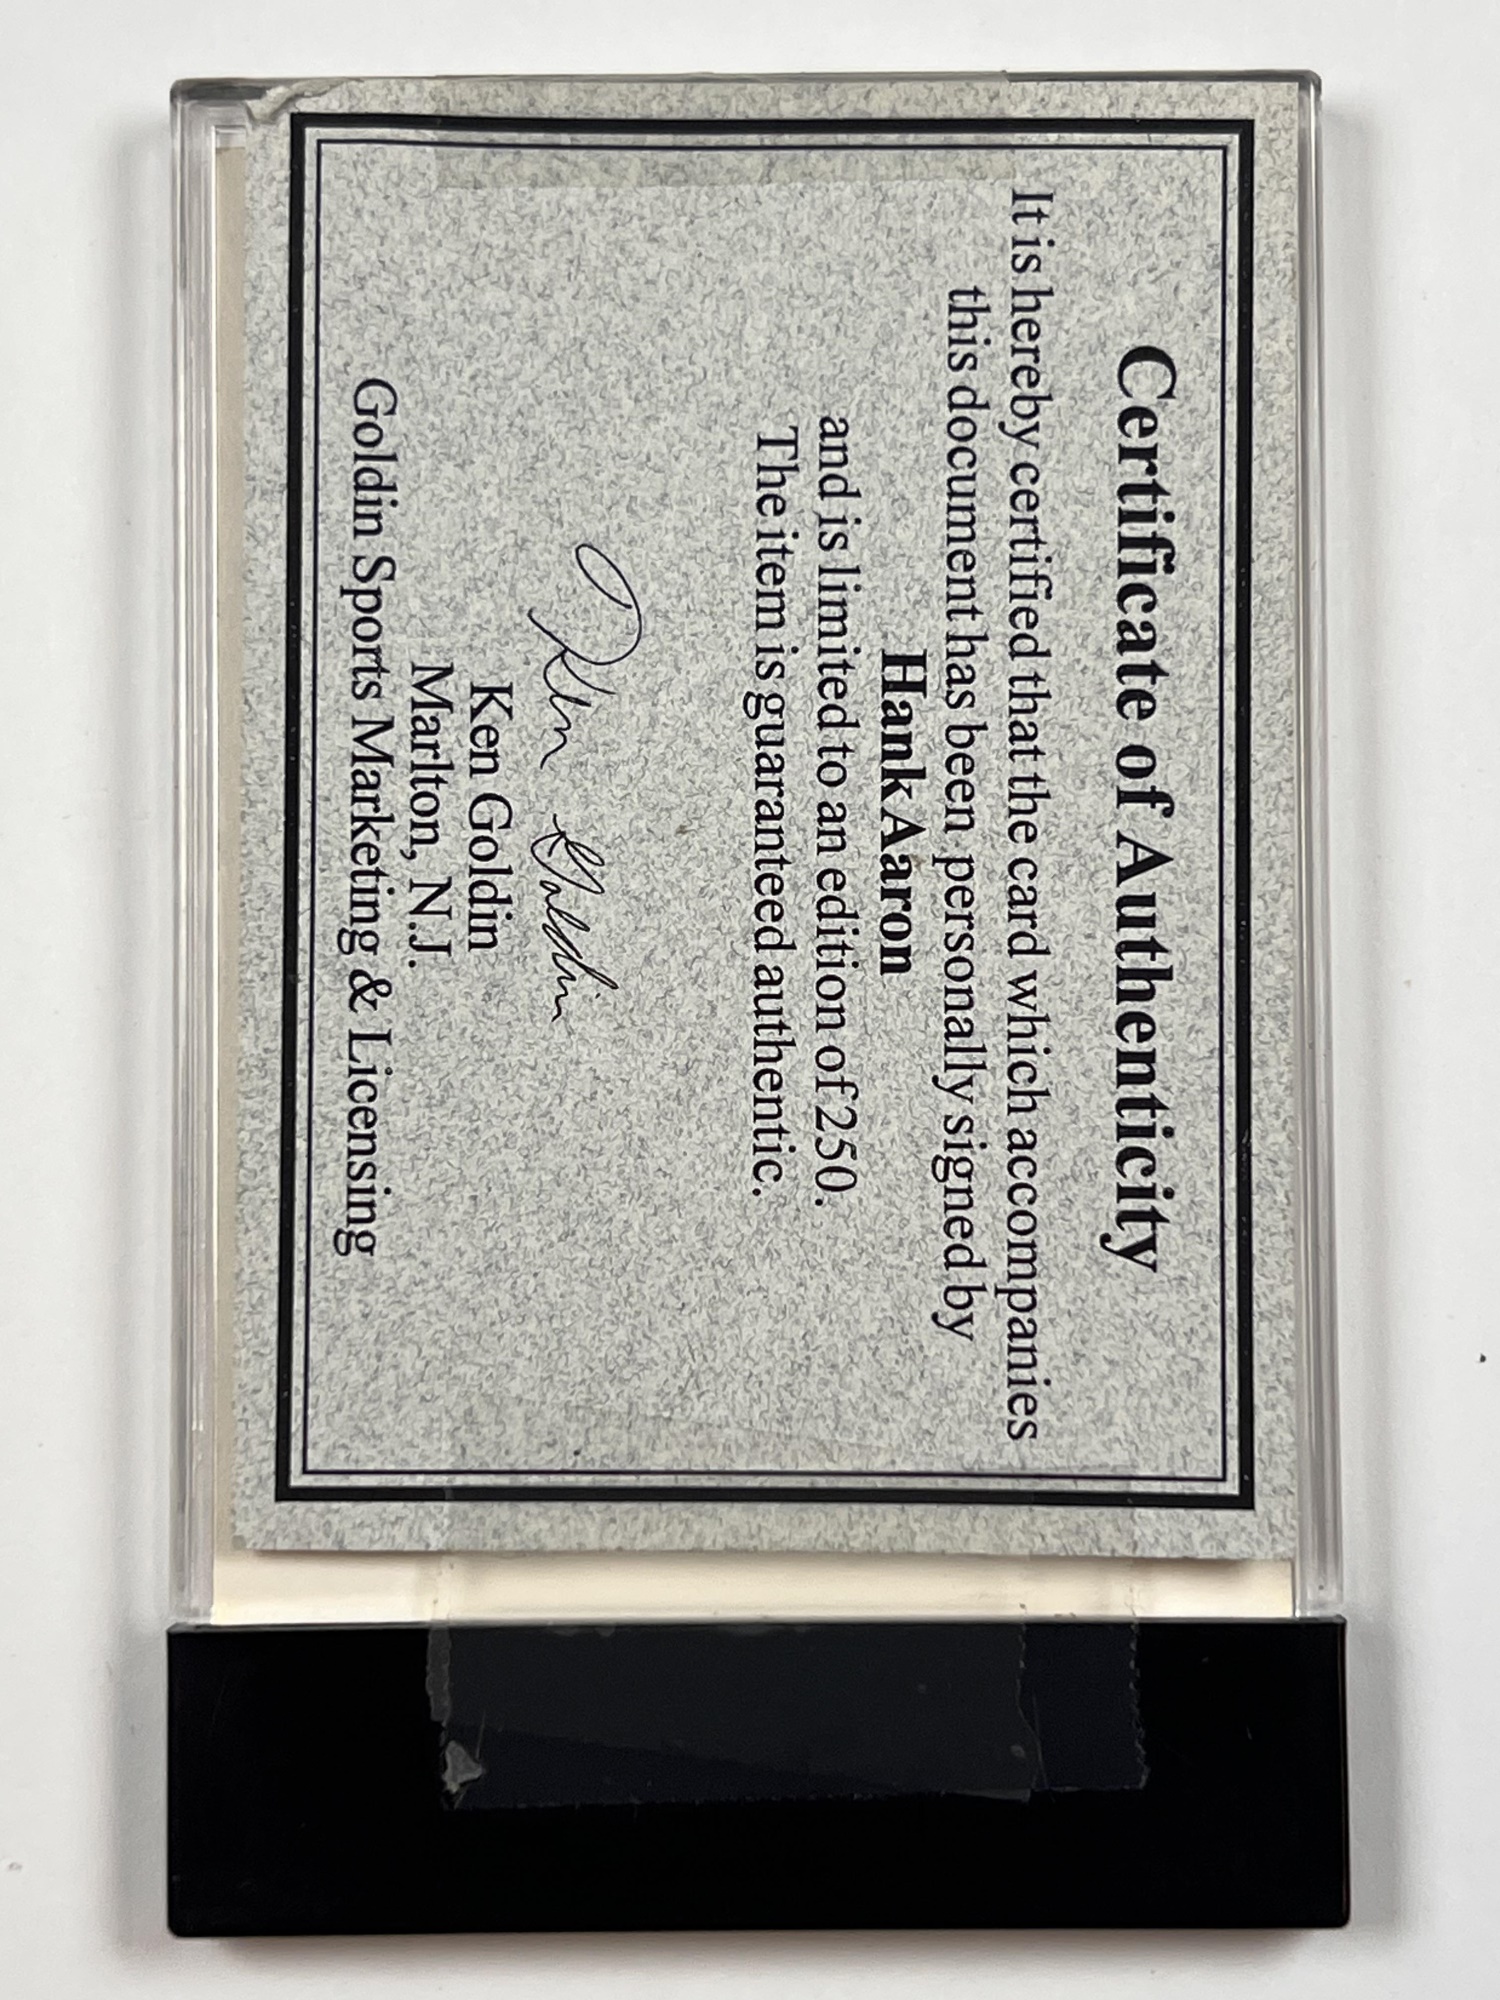 Certificate of Authenticity
It is hereby certified that the card which accompanies
this document has been personally signed by
Hank Aaron
and is limited to an edition of 250.
The item is guaranteed authentic.
Ken Goldin
Ken Goldin
Marlton, N.J.
Goldin Sports Marketing & Licensing